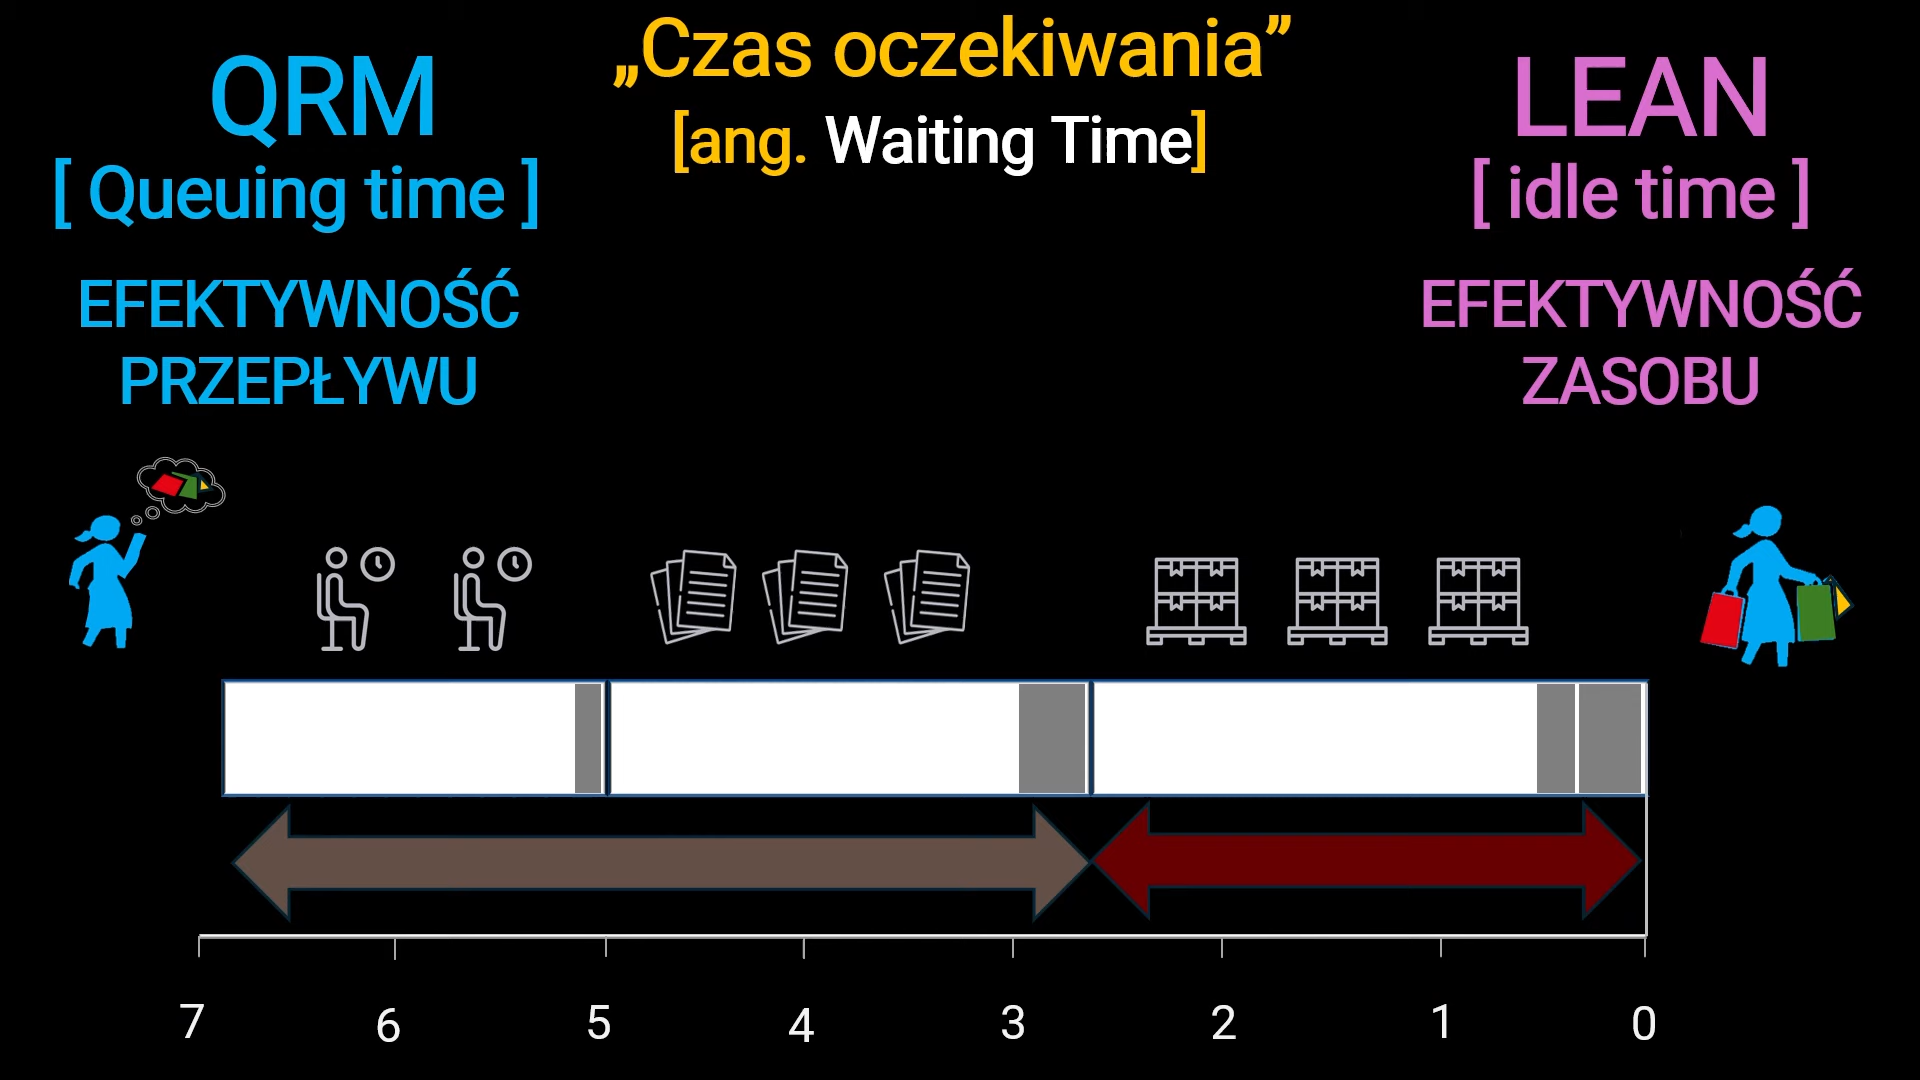 „Czas oczekiwania”
[ang. Waiting Time]
QRM
[ Queuing time ]
EFEKTYWNOŚĆ
PRZEPŁYWU
LEAN
[ idle time ]
EFEKTYWNOŚĆ
ZASOBU
7 6 5 4 3 2 1 0